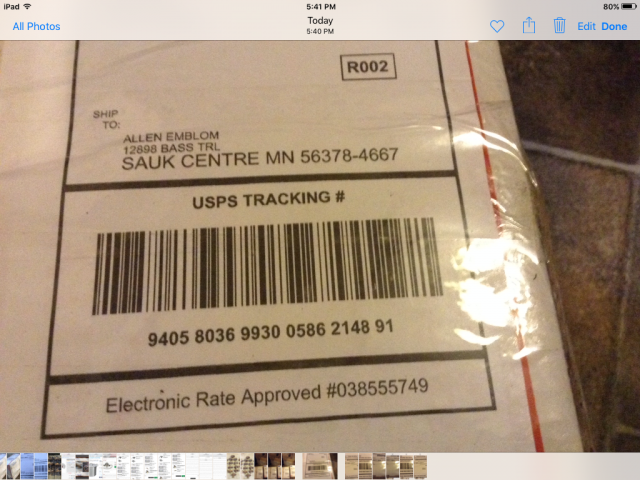 iPad 5:41 PM 80%
All Photos Today Edit Done
5:40 PM
R002
SHIP
TO:
ALLEN EMBLOM
12898 BASS TRL
SAUK CENTRE MN 56378-4667
USPS TRACKING #
9405 8036 9930 0586 2148 91
Electronic Rate Approved #038555749